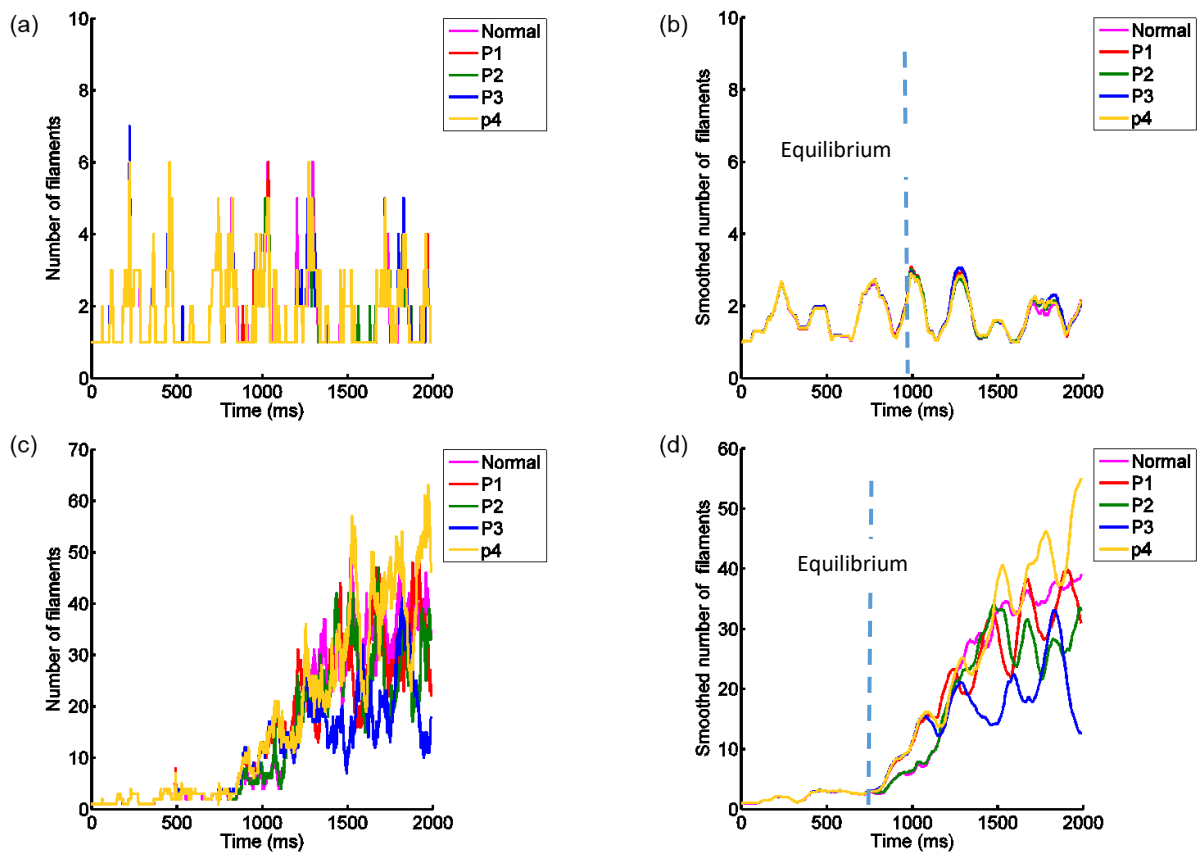 (a)
Number of filaments
10
8
6
4
2
0
0 500 1000 1500 2000
Time (ms)
Normal
P1
P2
P3
p4
(b)
Smoothed number of filaments
10
8
6
4
2
0
0 500 1000 1500 2000
Time (ms)
Equilibrium
Normal
P1
P2
P3
p4
(c)
Number of filaments
70
60
50
40
30
20
10
0
0 500 1000 1500 2000
Time (ms)
Normal
P1
P2
P3
p4
(d)
Smoothed number of filaments
60
50
40
30
20
10
0
0 500 1000 1500 2000
Time (ms)
Equilibrium
Normal
P1
P2
P3
p4